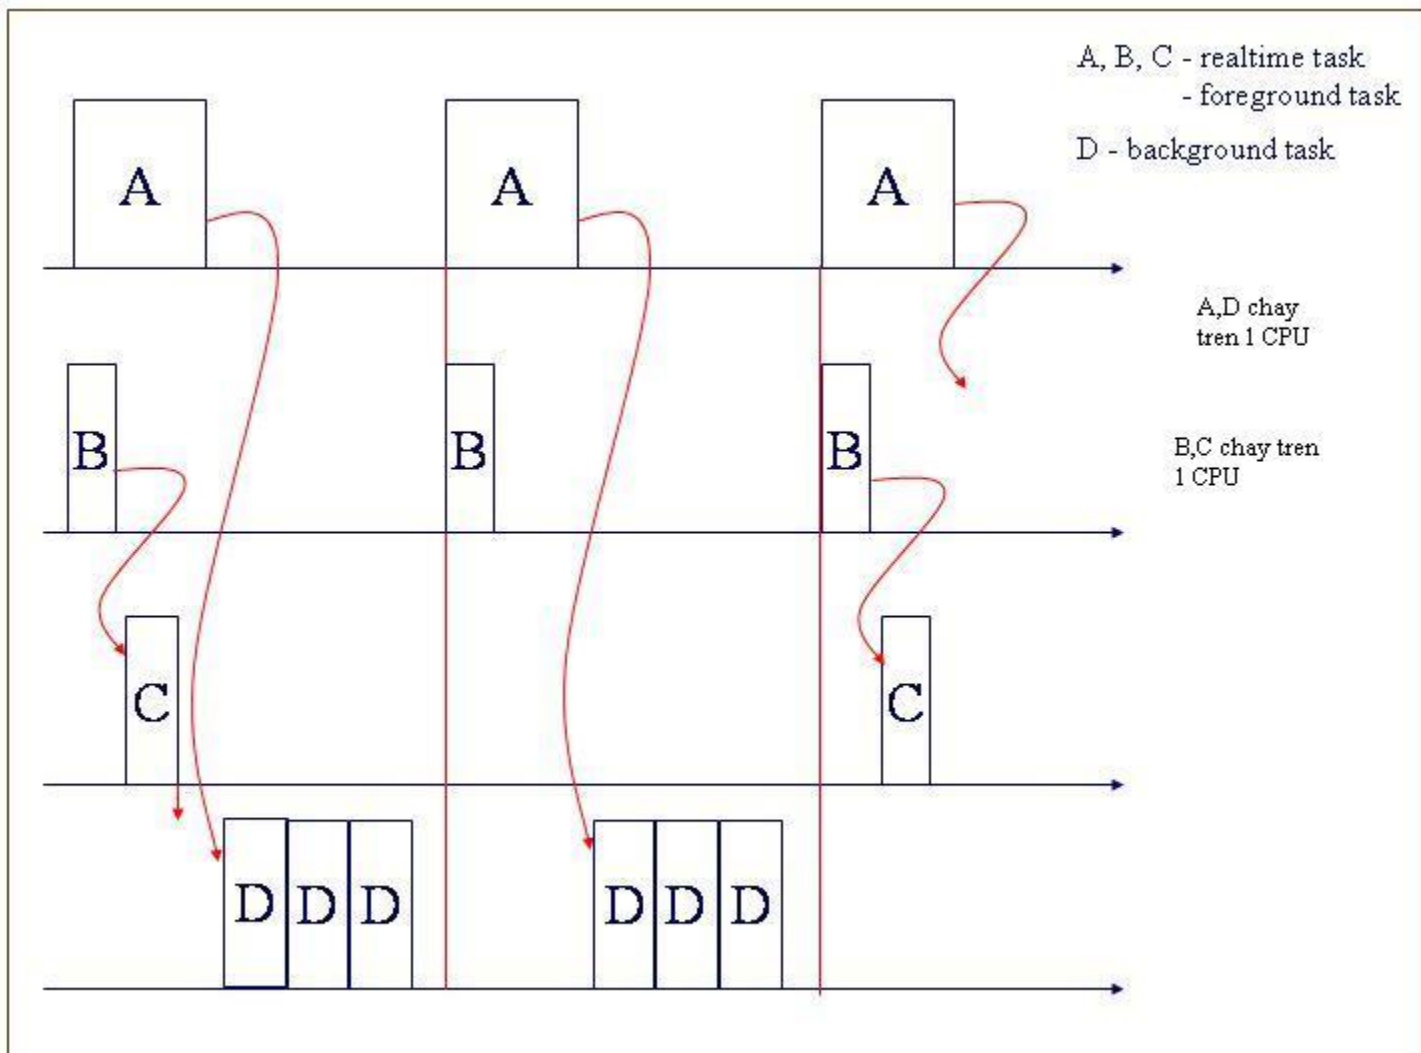 A, B, C - realtime task
- foreground task
D - background task
A A A
A,D chay
tren 1 CPU
B B B
B,C chay tren
1 CPU
C C
D D D D D D